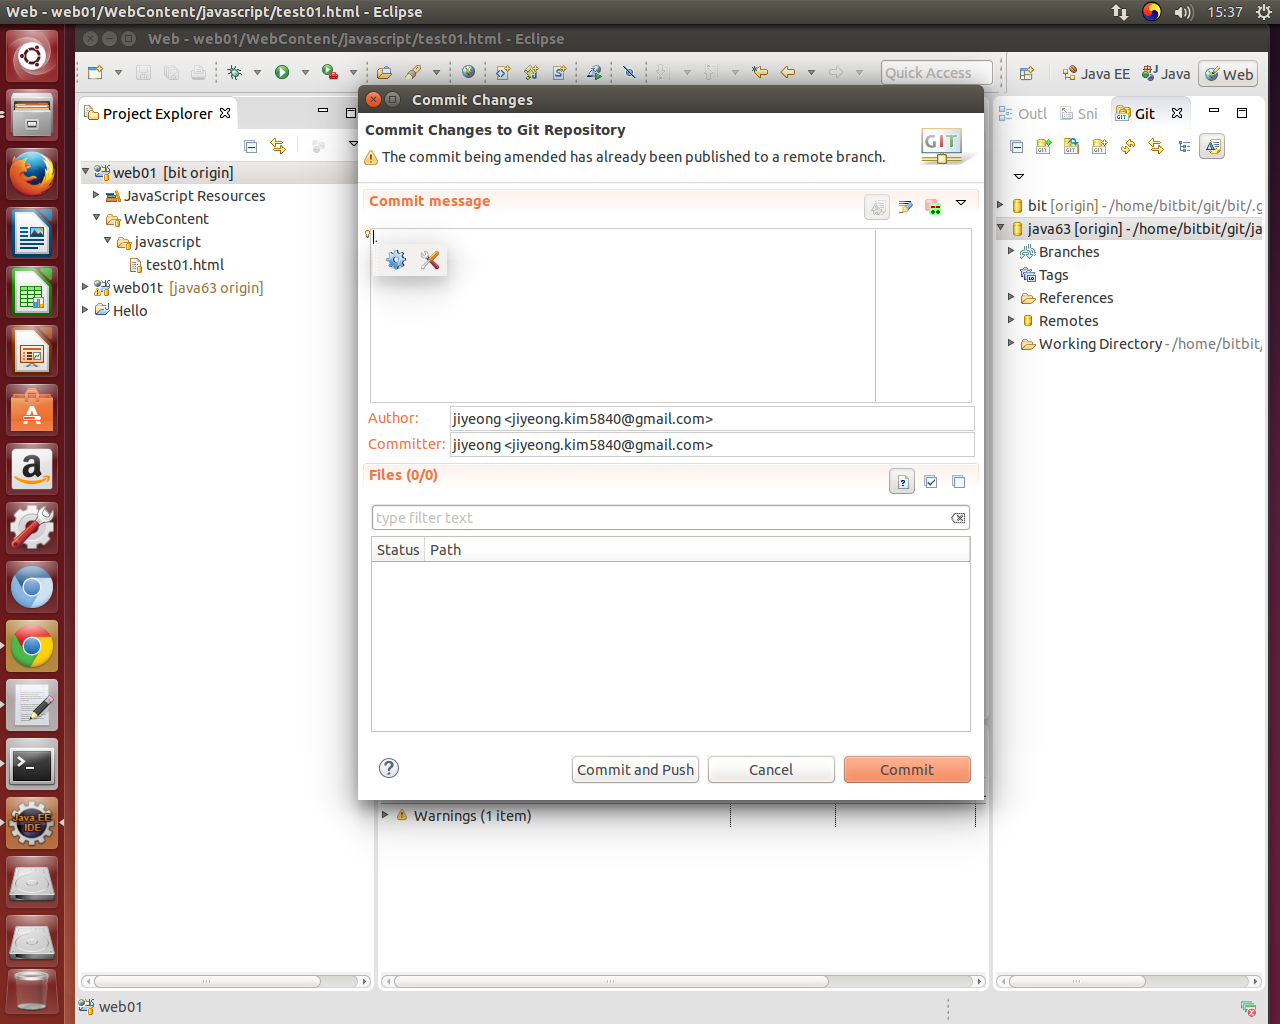 Web - web01/WebContent/javascript/test01.html - Eclipse
15:37
Web - web01/WebContent/javascript/test01.html - Eclipse
Quick Access
Java EE
Java
Web
Project Explorer
web01 [bit origin]
JavaScript Resources
WebContent
javascript
test01.html
web01t [java63 origin]
Hello
Commit Changes
Commit Changes to Git Repository
The commit being amended has already been published to a remote branch.
GIT
Commit message
.
Author:
jiyeong <jiyeong.kim5840@gmail.com>
Committer:
jiyeong <jiyeong.kim5840@gmail.com>
Files (0/0)
type filter text
Status
Path
Commit and Push
Cancel
Commit
Warnings (1 item)
Outl
Sni
Git
bit [origin] - /home/bitbit/git/bit/.g
java63 [origin] - /home/bitbit/git/ja
Branches
Tags
References
Remotes
Working Directory - /home/bitbit/
Java EE
IDE
web01